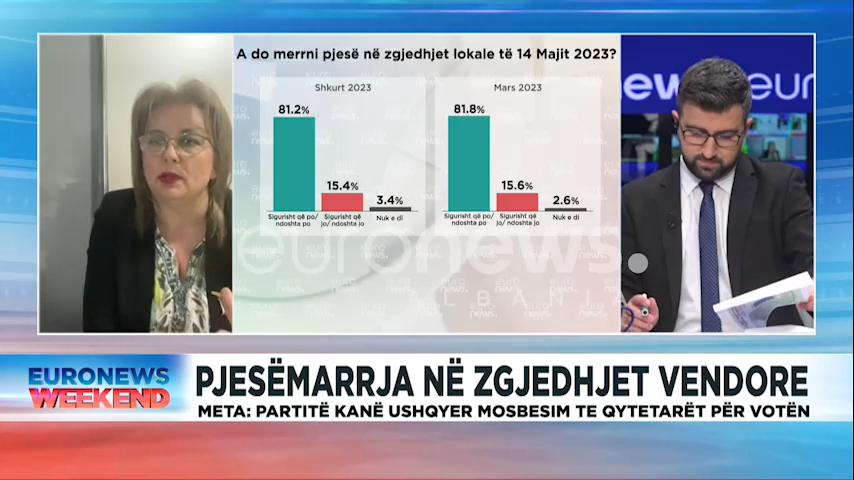 A do merrni pjesë në zgjedhjet lokale të 14 Majit 2023?
Shkurt 2023
81.2%
15.4%
3.4%
Sigurisht që po/
ndoshta po
Sigurisht që
jo/ ndoshta jo
Nuk e di
Mars 2023
81.8%
15.6%
2.6%
Sigurisht që po/
ndoshta po
Sigurisht që
jo/ ndoshta jo
Nuk e di
euronews.
ALBANIA
news
euro
EURONEWS
WEEKEND
PJESËMARRJA NË ZGJEDHJET VENDORE
META: PARTITË KANË USHQYER MOSBESIM TE QYTETARËT PËR VOTËN